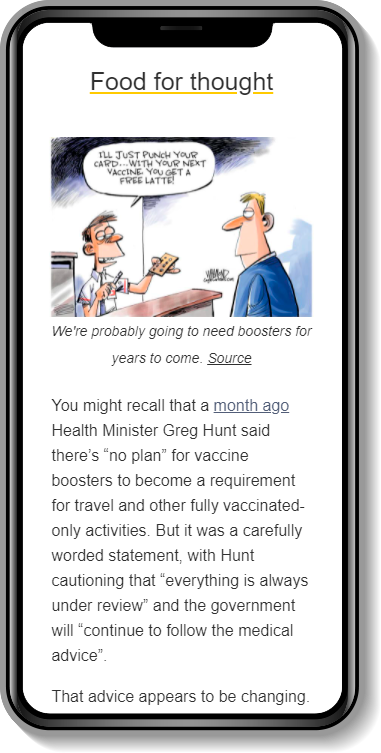 Food for thought
I'LL JUST PUNCH YOUR
CARD...WITH YOUR NEXT
VACCINE, YOU GET A
FREE LATTE!
We're probably going to need boosters for
years to come. Source
You might recall that a month ago
Health Minister Greg Hunt said
there's “no plan” for vaccine
boosters to become a requirement
for travel and other fully vaccinated-
only activities. But it was a carefully
worded statement, with Hunt
cautioning that “everything is always
under review” and the government
will “continue to follow the medical
advice”.
That advice appears to be changing.